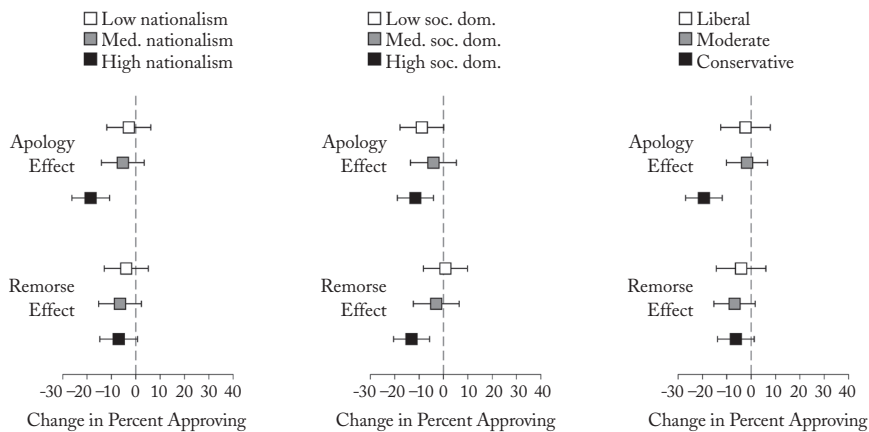 Low nationalism
Med. nationalism
High nationalism
Apology
Effect
Remorse
Effect
-30
-20
-10
0
10
20
30
40
Change in Percent Approving
Low soc. dom.
Med. soc. dom.
High soc. dom.
Apology
Effect
Remorse
Effect
-30
-20
-10
0
10
20
30
40
Change in Percent Approving
Liberal
Moderate
Conservative
Apology
Effect
Remorse
Effect
-30
-20
-10
0
10
20
30
40
Change in Percent Approving